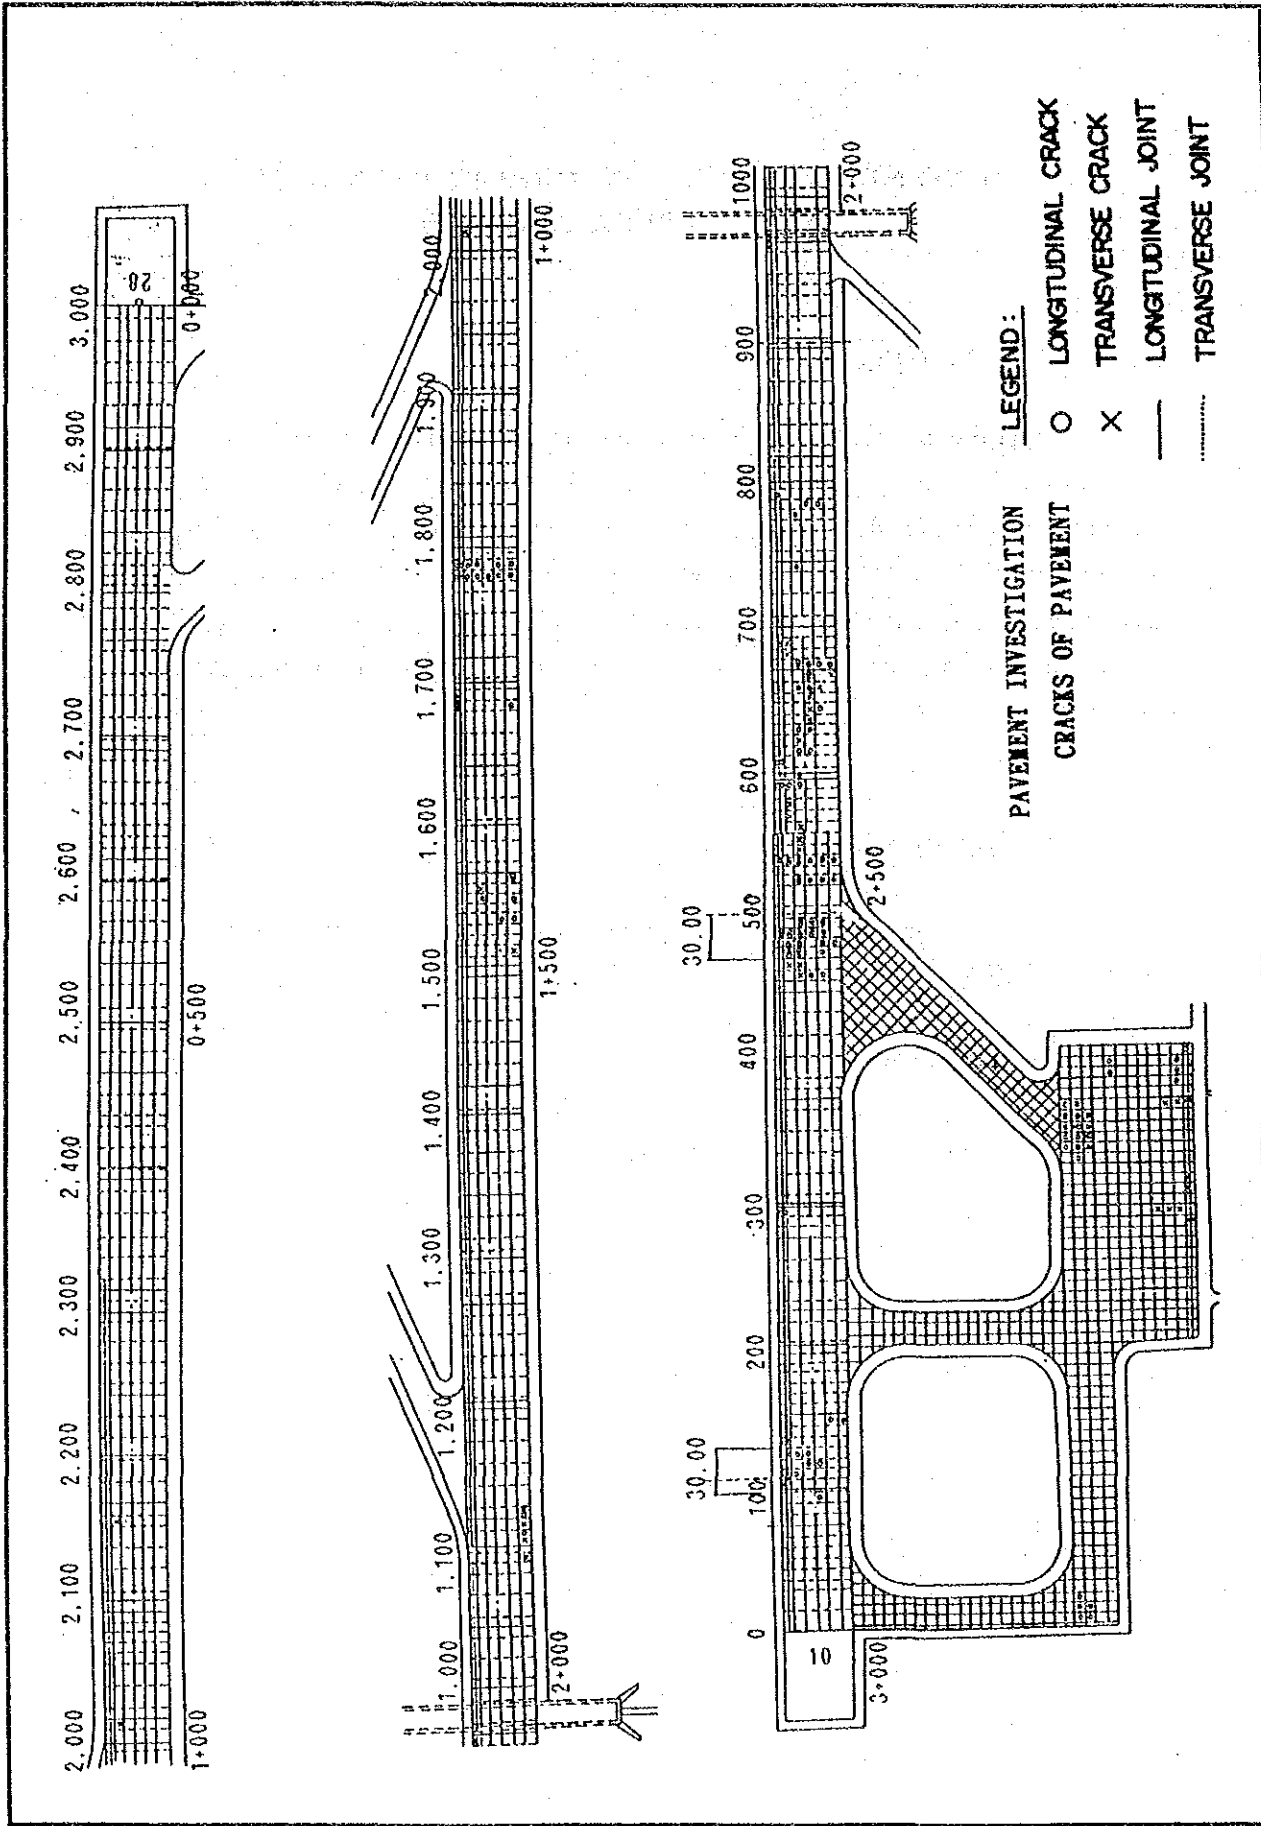 2.000 2.100 2.200 2.300 2.400 2.500 2.600 2.700 2.800 2.900 3.000
28
1+000 0+500 0+000
1.000 1.100 1.200 1.300 1.400 1.500 1.600 1.700 1.800 1.900 000
2+000 1+500 1+000
30.00 30.00
0 100 200 300 400 500 600 700 800 900 1000
10
3+000 2+500 2+000
PAVEMENT INVESTIGATION
CRACKS OF PAVEMENT
LEGEND:
O LONGITUDINAL CRACK
X TRANSVERSE CRACK
LONGITUDINAL JOINT
TRANSVERSE JOINT